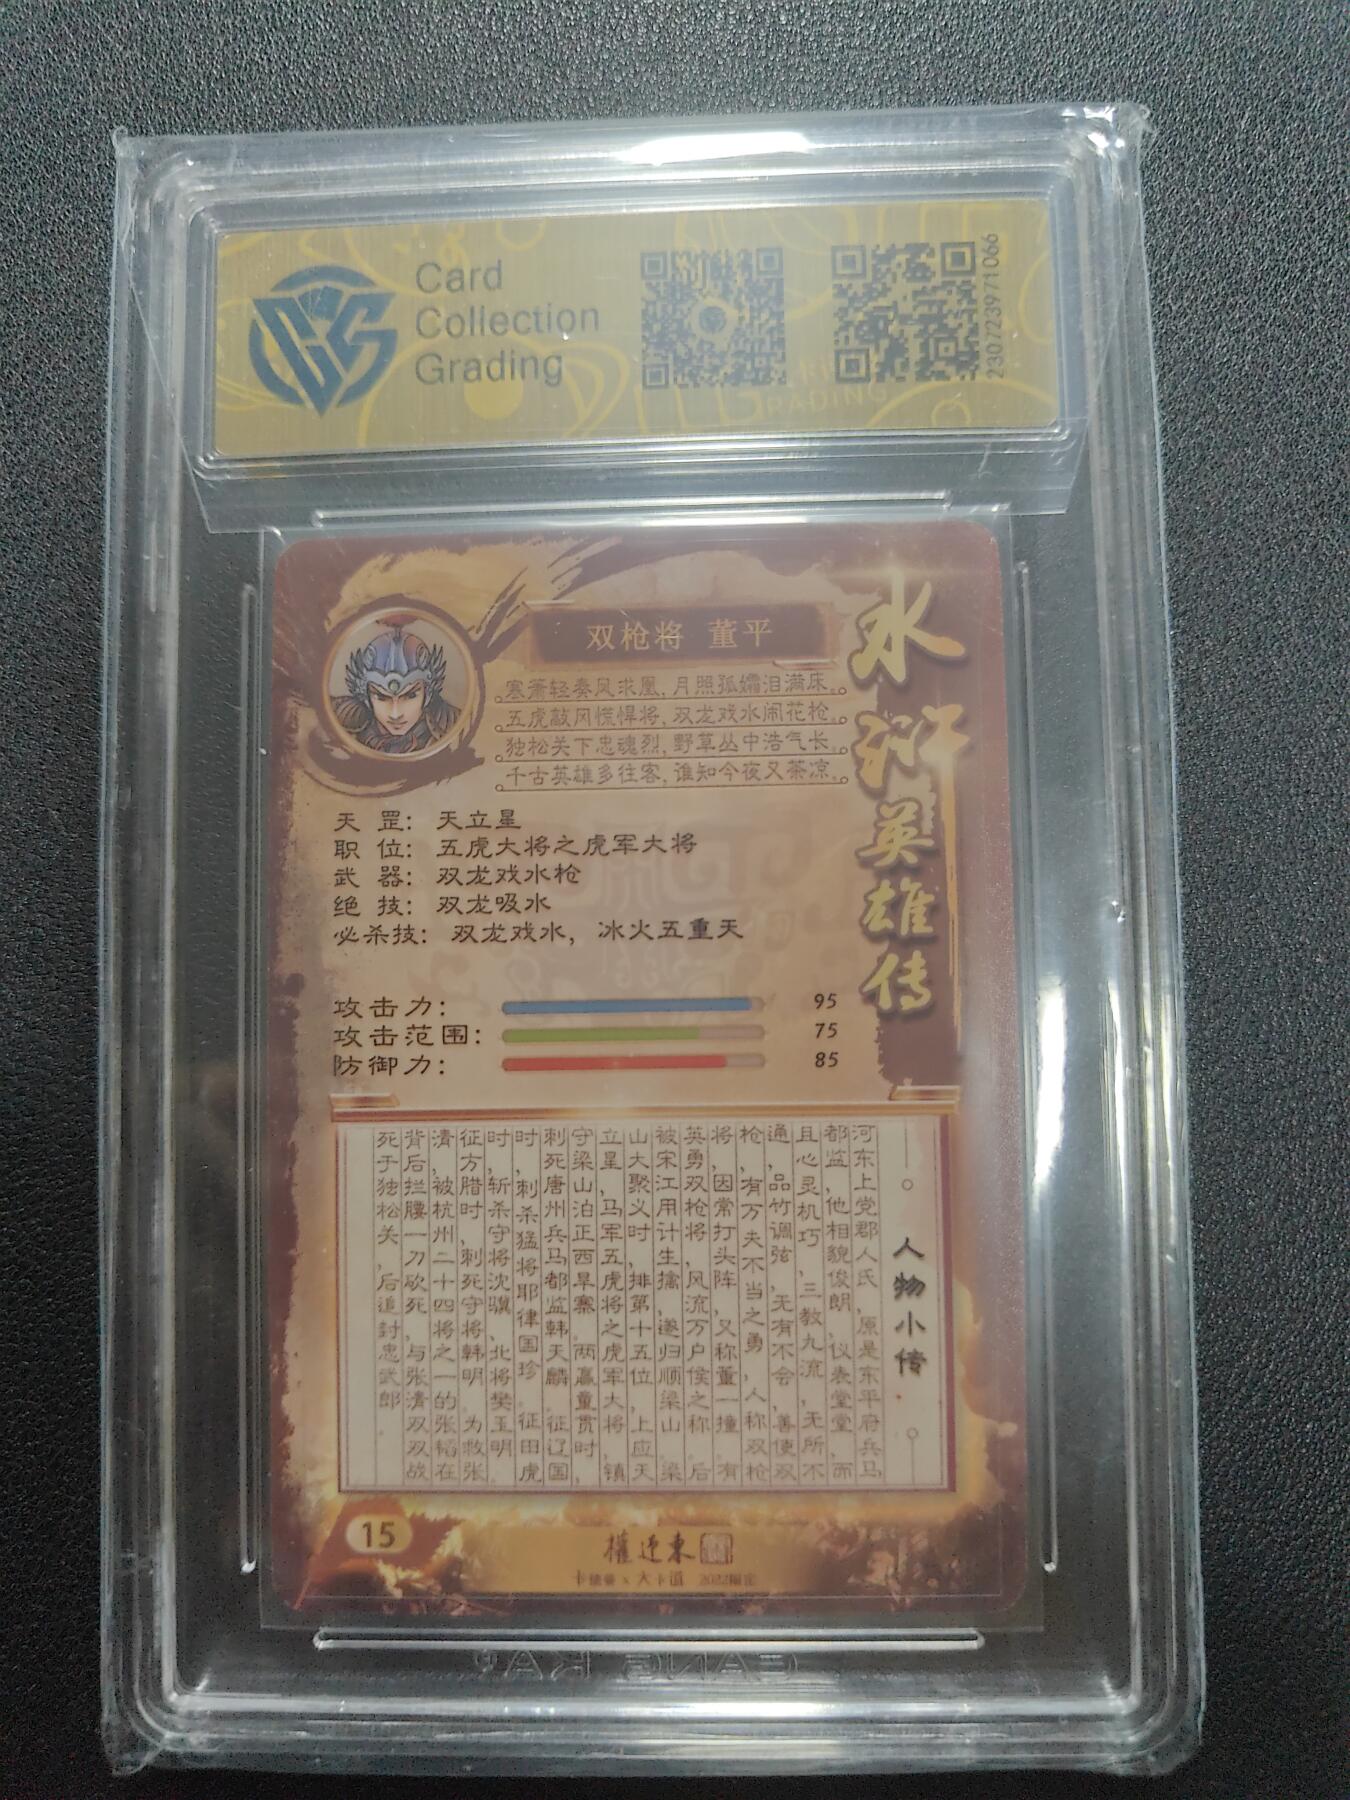 Card
Collection
Grading
230723971066
GRADING
水浒英雄传
双枪将 董平
寒箫轻奏风求凰,月照孤孀泪满床。
五虎敲风慌悍将,双龙戏水闹花枪。
独松关下忠魂烈,野草丛中浩气长。
千古英雄多往客,谁知今夜又茶凉。
天 罡: 天立星
职 位: 五虎大将之虎军大将
武 器: 双龙戏水枪
绝 技: 双龙吸水
必杀技: 双龙戏水, 冰火五重天
攻击力: 95
攻击范围: 75
防御力: 85
人物小传
河东上党郡人氏,原是东平府兵马
都监,他相貌俊朗,仪表堂堂,而
且心灵机巧,三教九流,无所不
通,品竹调弦,无有不会,善使双
枪,有万夫不当之勇,人称双枪
将,因常打头阵,又称董一撞,有
英勇双枪将,风流万户侯之称。后
被宋江用计生擒,遂归顺梁山。梁
山大聚义时,排第十五位,上应天
立星,马军五虎将之虎军大将,镇
守梁山泊正西旱寨。两赢童贯时,
刺死唐州兵马都监韩天麟。征辽国
时,刺杀猛将耶律国珍。征田虎
时,斩杀守将沈骥、北将樊玉明。
征方腊时,刺死守将韩明。为救张
清,被杭州二十四将之一的张韬在
背后拦腰一刀砍死,与张清双双战
死于独松关,后追封忠武郎
15
權迎東
卡德曼 x 大卡道 2022限定